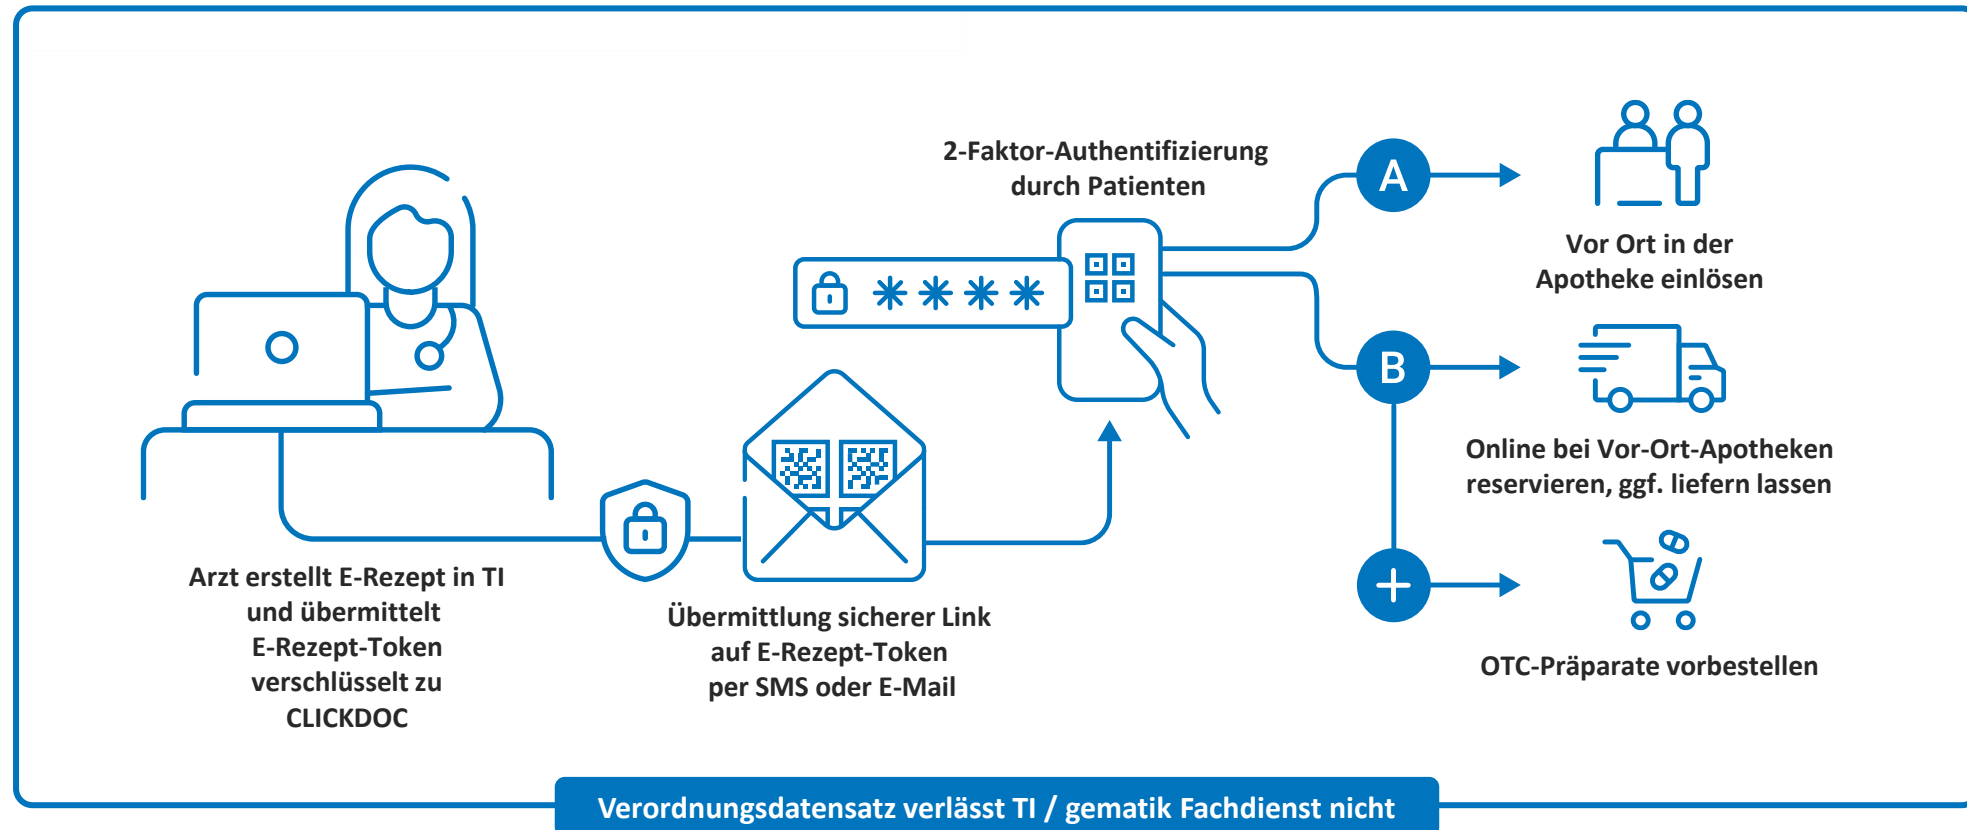 Arzt erstellt E-Rezept in TI
und übermittelt
E-Rezept-Token
verschlüsselt zu
CLICKDOC
Übermittlung sicherer Link
auf E-Rezept-Token
per SMS oder E-Mail
2-Faktor-Authentifizierung
durch Patienten
A
Vor Ort in der
Apotheke einlösen
B
Online bei Vor-Ort-Apotheken
reservieren, ggf. liefern lassen
+
OTC-Präparate vorbestellen
Verordnungsdatensatz verlässt TI / gematik Fachdienst nicht